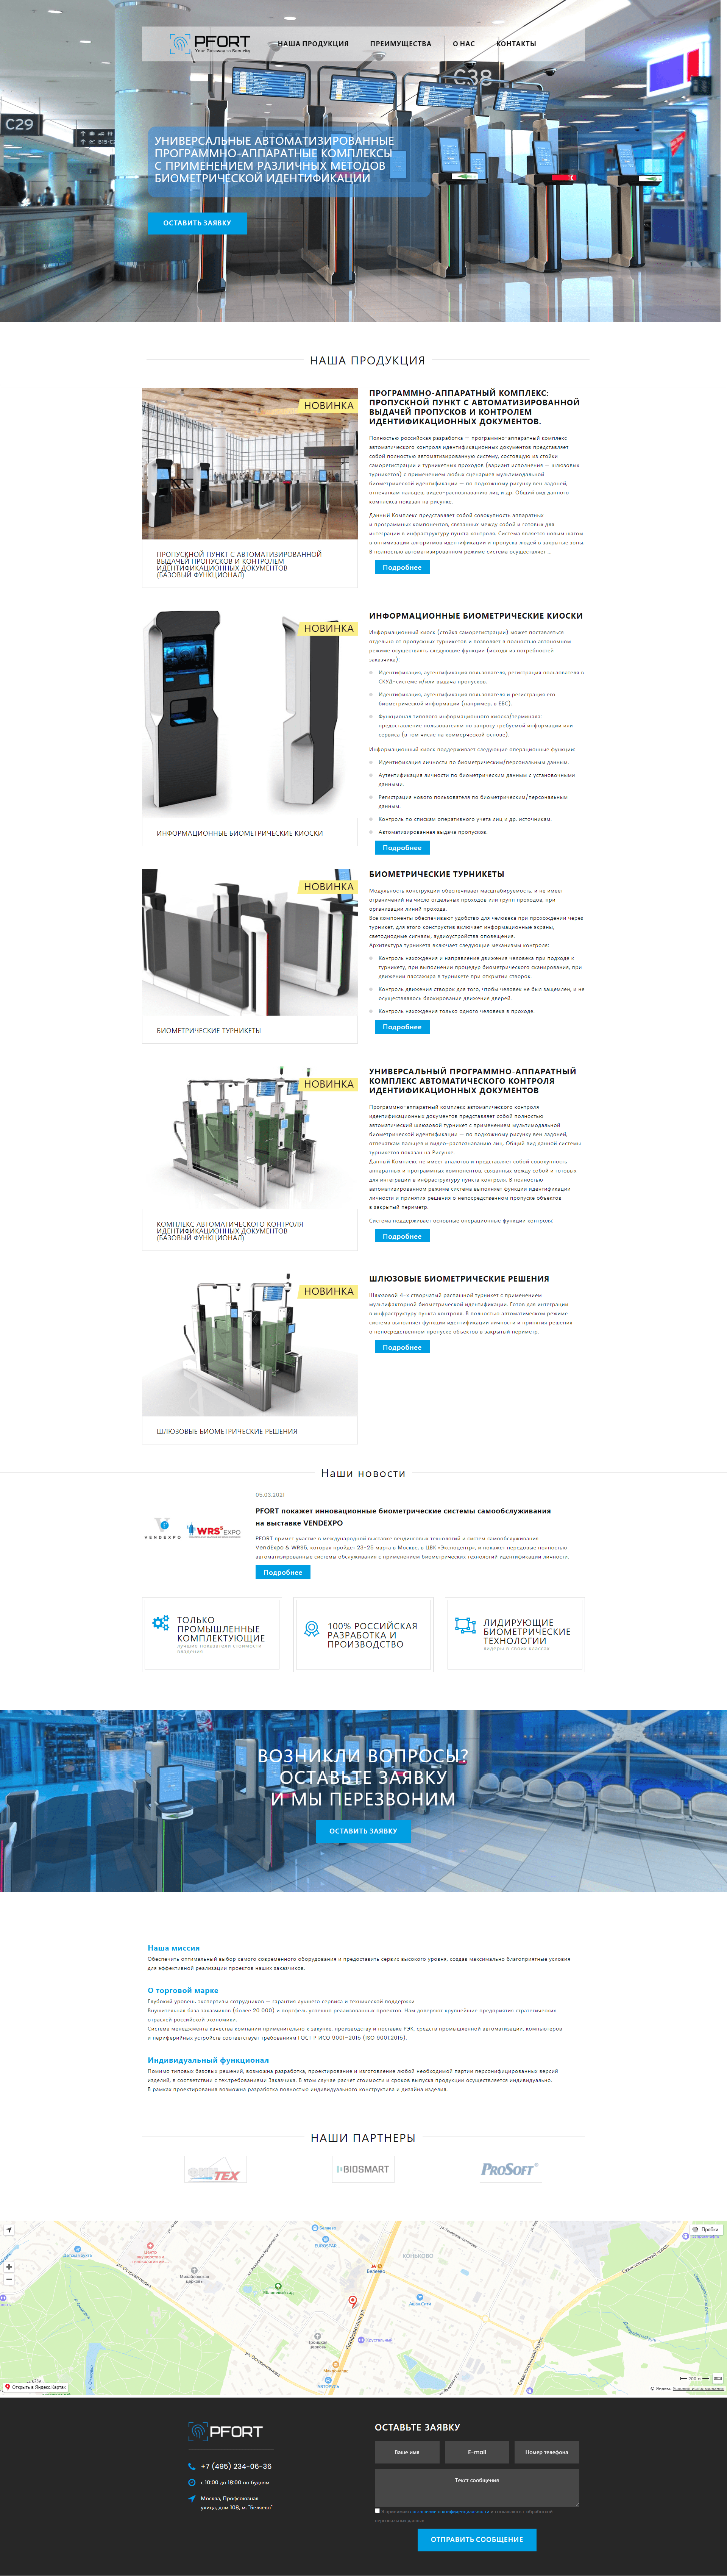 PFORT
Your Gateway to Security
НАША ПРОДУКЦИЯ
ПРЕИМУЩЕСТВА
О НАС
КОНТАКТЫ
C38
C29
УНИВЕРСАЛЬНЫЕ АВТОМАТИЗИРОВАННЫЕ
ПРОГРАММНО-АППАРАТНЫЕ КОМПЛЕКСЫ
С ПРИМЕНЕНИЕМ РАЗЛИЧНЫХ МЕТОДОВ
БИОМЕТРИЧЕСКОЙ ИДЕНТИФИКАЦИИ
ОСТАВИТЬ ЗАЯВКУ
НАША ПРОДУКЦИЯ
НОВИНКА
ПРОПУСКНОЙ ПУНКТ С АВТОМАТИЗИРОВАННОЙ
ВЫДАЧЕЙ ПРОПУСКОВ И КОНТРОЛЕМ
ИДЕНТИФИКАЦИОННЫХ ДОКУМЕНТОВ
(БАЗОВЫЙ ФУНКЦИОНАЛ)
ПРОГРАММНО-АППАРАТНЫЙ КОМПЛЕКС:
ПРОПУСКНОЙ ПУНКТ С АВТОМАТИЗИРОВАННОЙ
ВЫДАЧЕЙ ПРОПУСКОВ И КОНТРОЛЕМ
ИДЕНТИФИКАЦИОННЫХ ДОКУМЕНТОВ.
Полностью российская разработка — программно-аппаратный комплекс
автоматического контроля идентификационных документов представляет
собой полностью автоматизированную систему, состоящую из стойки
саморегистрации и турникетных проходов (вариант исполнения — шлюзовых
турникетов) с применением любых сценариев мультимодальной
биометрической идентификации — по подкожному рисунку вен ладоней,
отпечаткам пальцев, видео-распознаванию лиц и др. Общий вид данного
комплекса показан на рисунке.
Данный Комплекс представляет собой совокупность аппаратных
и программных компонентов, связанных между собой и готовых для
интеграции в инфраструктуру пункта контроля. Система является новым шагом
в оптимизации алгоритмов идентификации и пропуска людей в закрытые зоны.
В полностью автоматизированном режиме система осуществляет ...
Подробнее
НОВИНКА
ИНФОРМАЦИОННЫЕ БИОМЕТРИЧЕСКИЕ КИОСКИ
ИНФОРМАЦИОННЫЕ БИОМЕТРИЧЕСКИЕ КИОСКИ
Информационный киоск (стойка саморегистрации) может поставляться
отдельно от пропускных турникетов и позволяет в полностью автономном
режиме осуществлять следующие функции (исходя из потребностей
заказчика):
Идентификация, аутентификация пользователя, регистрация пользователя в
СКУД-системе и/или выдача пропусков.
Идентификация, аутентификация пользователя и регистрация его
биометрической информации (например, в ЕБС).
Функционал типового информационного киоска/терминала:
предоставление пользователям по запросу требуемой информации или
сервиса (в том числе на коммерческой основе).
Информационный киоск поддерживает следующие операционные функции:
Идентификация личности по биометрическим/персональным данным.
Аутентификация личности по биометрическим данным с установочными
данными.
Регистрация нового пользователя по биометрическим/персональным
данным.
Контроль по спискам оперативного учета лиц и др. источникам.
Автоматизированная выдача пропусков.
Подробнее
НОВИНКА
БИОМЕТРИЧЕСКИЕ ТУРНИКЕТЫ
БИОМЕТРИЧЕСКИЕ ТУРНИКЕТЫ
Модульность конструкции обеспечивает масштабируемость, и не имеет
ограничений на число отдельных проходов или групп проходов, при
организации линий прохода.
Все компоненты обеспечивают удобство для человека при прохождении через
турникет, для этого конструктив включает информационные экраны,
светодиодные сигналы, аудиоустройства оповещения.
Архитектура турникета включает следующие механизмы контроля:
Контроль нахождения и направление движения человека при подходе к
турникету, при выполнении процедур биометрического сканирования, при
движении пассажира в турникете при открытии створок.
Контроль движения створок для того, чтобы человек не был защемлен, и не
осуществлялось блокирование движения дверей.
Контроль нахождения только одного человека в проходе.
Подробнее
НОВИНКА
КОМПЛЕКС АВТОМАТИЧЕСКОГО КОНТРОЛЯ
ИДЕНТИФИКАЦИОННЫХ ДОКУМЕНТОВ
(БАЗОВЫЙ ФУНКЦИОНАЛ)
УНИВЕРСАЛЬНЫЙ ПРОГРАММНО-АППАРАТНЫЙ
КОМПЛЕКС АВТОМАТИЧЕСКОГО КОНТРОЛЯ
ИДЕНТИФИКАЦИОННЫХ ДОКУМЕНТОВ
Программно-аппаратный комплекс автоматического контроля
идентификационных документов представляет собой полностью
автоматический шлюзовой турникет с применением мультимодальной
биометрической идентификации — по подкожному рисунку вен ладоней,
отпечаткам пальцев и видео-распознаванию лиц. Общий вид данной системы
турникетов показан на Рисунке.
Данный Комплекс не имеет аналогов и представляет собой совокупность
аппаратных и программных компонентов, связанных между собой и готовых
для интеграции в инфраструктуру пункта контроля. В полностью
автоматизированном режиме система выполняет функции идентификации
личности и принятия решения о непосредственном пропуске объектов
в закрытый периметр.
Система поддерживает основные операционные функции контроля:
Подробнее
НОВИНКА
ШЛЮЗОВЫЕ БИОМЕТРИЧЕСКИЕ РЕШЕНИЯ
ШЛЮЗОВЫЕ БИОМЕТРИЧЕСКИЕ РЕШЕНИЯ
Шлюзовой 4-х створчатый распашной турникет с применением
мультифакторной биометрической идентификации. Готов для интеграции
в инфраструктуру пункта контроля. В полностью автоматическом режиме
система выполняет функции идентификации личности и принятия решения
о непосредственном пропуске объектов в закрытый периметр.
Подробнее
Наши новости
VENDEXPO
WRS5 EXPO
05.03.2021
PFORT покажет инновационные биометрические системы самообслуживания
на выставке VENDEXPO
PFORT примет участие в международной выставке вендинговых технологий и систем самообслуживания
VendExpo & WRS5, которая пройдет 23-25 марта в Москве, в ЦВК «Экспоцентр», и покажет передовые полностью
автоматизированные системы обслуживания с применением биометрических технологий идентификации личности.
Подробнее
ТОЛЬКО
ПРОМЫШЛЕННЫЕ
КОМПЛЕКТУЮЩИЕ
лучшие показатели стоимости
владения
100% РОССИЙСКАЯ
РАЗРАБОТКА И
ПРОИЗВОДСТВО
ЛИДИРУЮЩИЕ
БИОМЕТРИЧЕСКИЕ
ТЕХНОЛОГИИ
лидеры в своих классах
ВОЗНИКЛИ ВОПРОСЫ?
ОСТАВЬТЕ ЗАЯВКУ
И МЫ ПЕРЕЗВОНИМ
ОСТАВИТЬ ЗАЯВКУ
Наша миссия
Обеспечить оптимальный выбор самого современного оборудования и предоставить сервис высокого уровня, создав максимально благоприятные условия
для эффективной реализации проектов наших заказчиков.
О торговой марке
Глубокий уровень экспертизы сотрудников — гарантия лучшего сервиса и технической поддержки
Внушительная база заказчиков (более 20 000) и портфель успешно реализованных проектов. Нам доверяют крупнейшие предприятия стратегических
отраслей российской экономики.
Система менеджмента качества компании применительно к закупке, производству и поставке РЭК, средств промышленной автоматизации, компьютеров
и периферийных устройств соответствует требованиям ГОСТ Р ИСО 9001-2015 (ISO 9001:2015).
Индивидуальный функционал
Помимо типовых базовых решений, возможна разработка, проектирование и изготовление любой необходимой партии персонифицированных версий
изделий, в соответствии с тех.требованиями Заказчика. В этом случае расчет стоимости и сроков выпуска продукции осуществляется индивидуально.
В рамках проектирования возможна разработка полностью индивидуального конструктива и дизайна изделия.
НАШИ ПАРТНЕРЫ
BIOSMART
ProSoft
Беляево
EUROSPAR
КОНЬКОВО
Беляево
Пробки
ул. Островитянова
Михайловская
церковь
Яблоневый сад
Троицкая
церковь
Хрустальный
Профсоюзная ул.
Севастопольский просп.
ул. Островитянова
Открыть в Яндекс.Картах
200 м
© Яндекс Условия использования
PFORT
+7 (495) 234-06-36
с 10:00 до 18:00 по будням
Москва, Профсоюзная
улица, дом 108, м. "Беляево"
ОСТАВЬТЕ ЗАЯВКУ
Ваше имя
E-mail
Номер телефона
Текст сообщения
Я принимаю соглашение о конфиденциальности и соглашаюсь с обработкой
персональных данных
ОТПРАВИТЬ СООБЩЕНИЕ